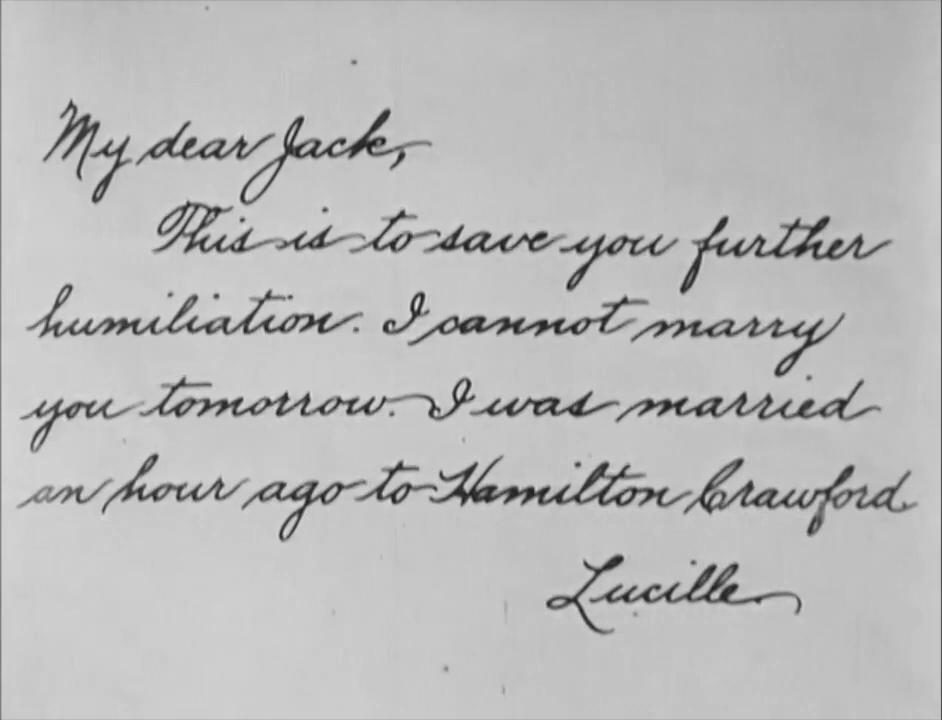 My dear Jack,
This is to save you further
humiliation. I cannot marry
you tomorrow. I was married
an hour ago to Hamilton Crawford.
Lucille